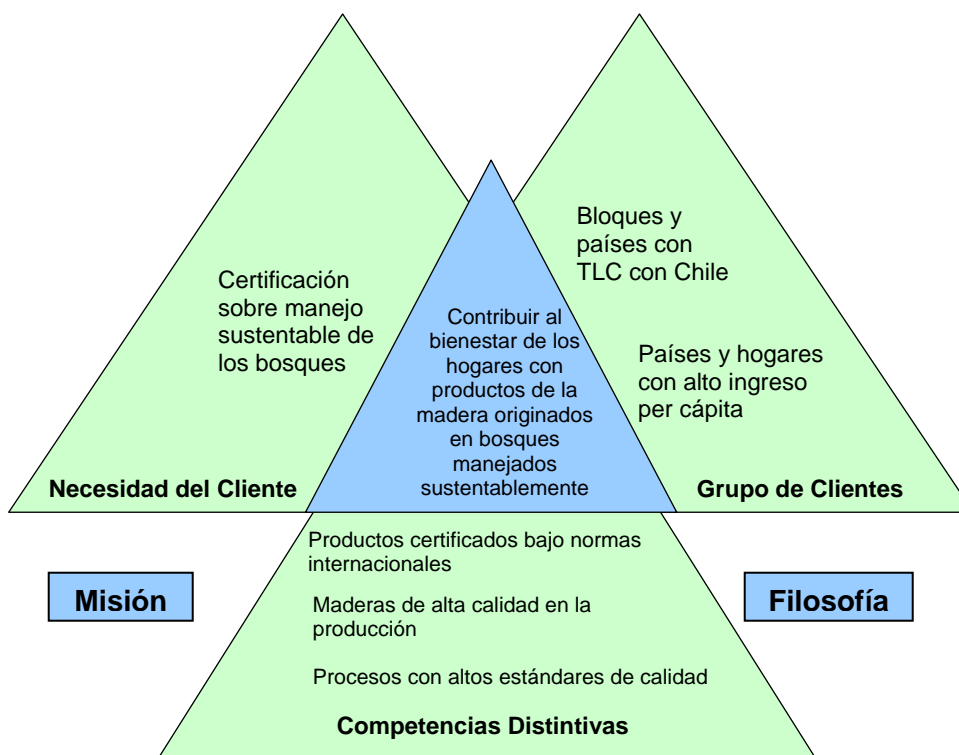 Certificación
sobre manejo
sustentable de
los bosques
Necesidad del Cliente
Contribuir al
bienestar de los
hogares con
productos de la
madera originados
en bosques
manejados
sustentablemente
Bloques y
países con
TLC con Chile
Países y hogares
con alto ingreso
per cápita
Grupo de Clientes
Misión
Productos certificados bajo normas
internacionales
Maderas de alta calidad en la
producción
Procesos con altos estándares de calidad
Competencias Distintivas
Filosofía